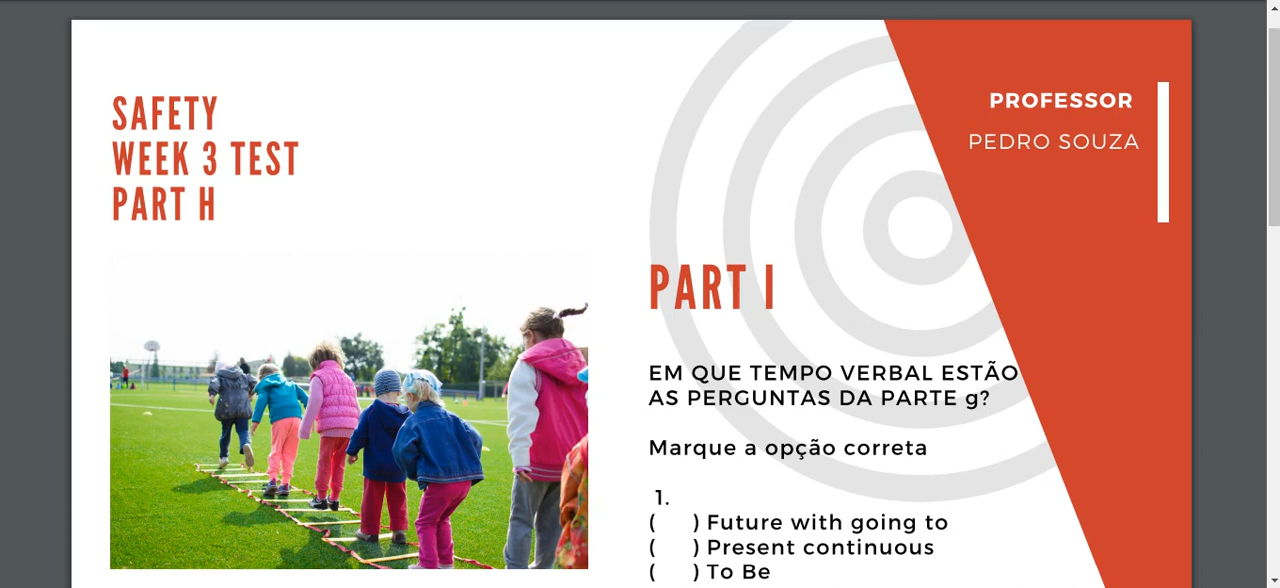 SAFETY
WEEK 3 TEST
PART H
PROFESSOR
PEDRO SOUZA
PART I
EM QUE TEMPO VERBAL ESTÃO
AS PERGUNTAS DA PARTE g?
Marque a opção correta
1.
(     ) Future with going to
(     ) Present continuous
(     ) To Be